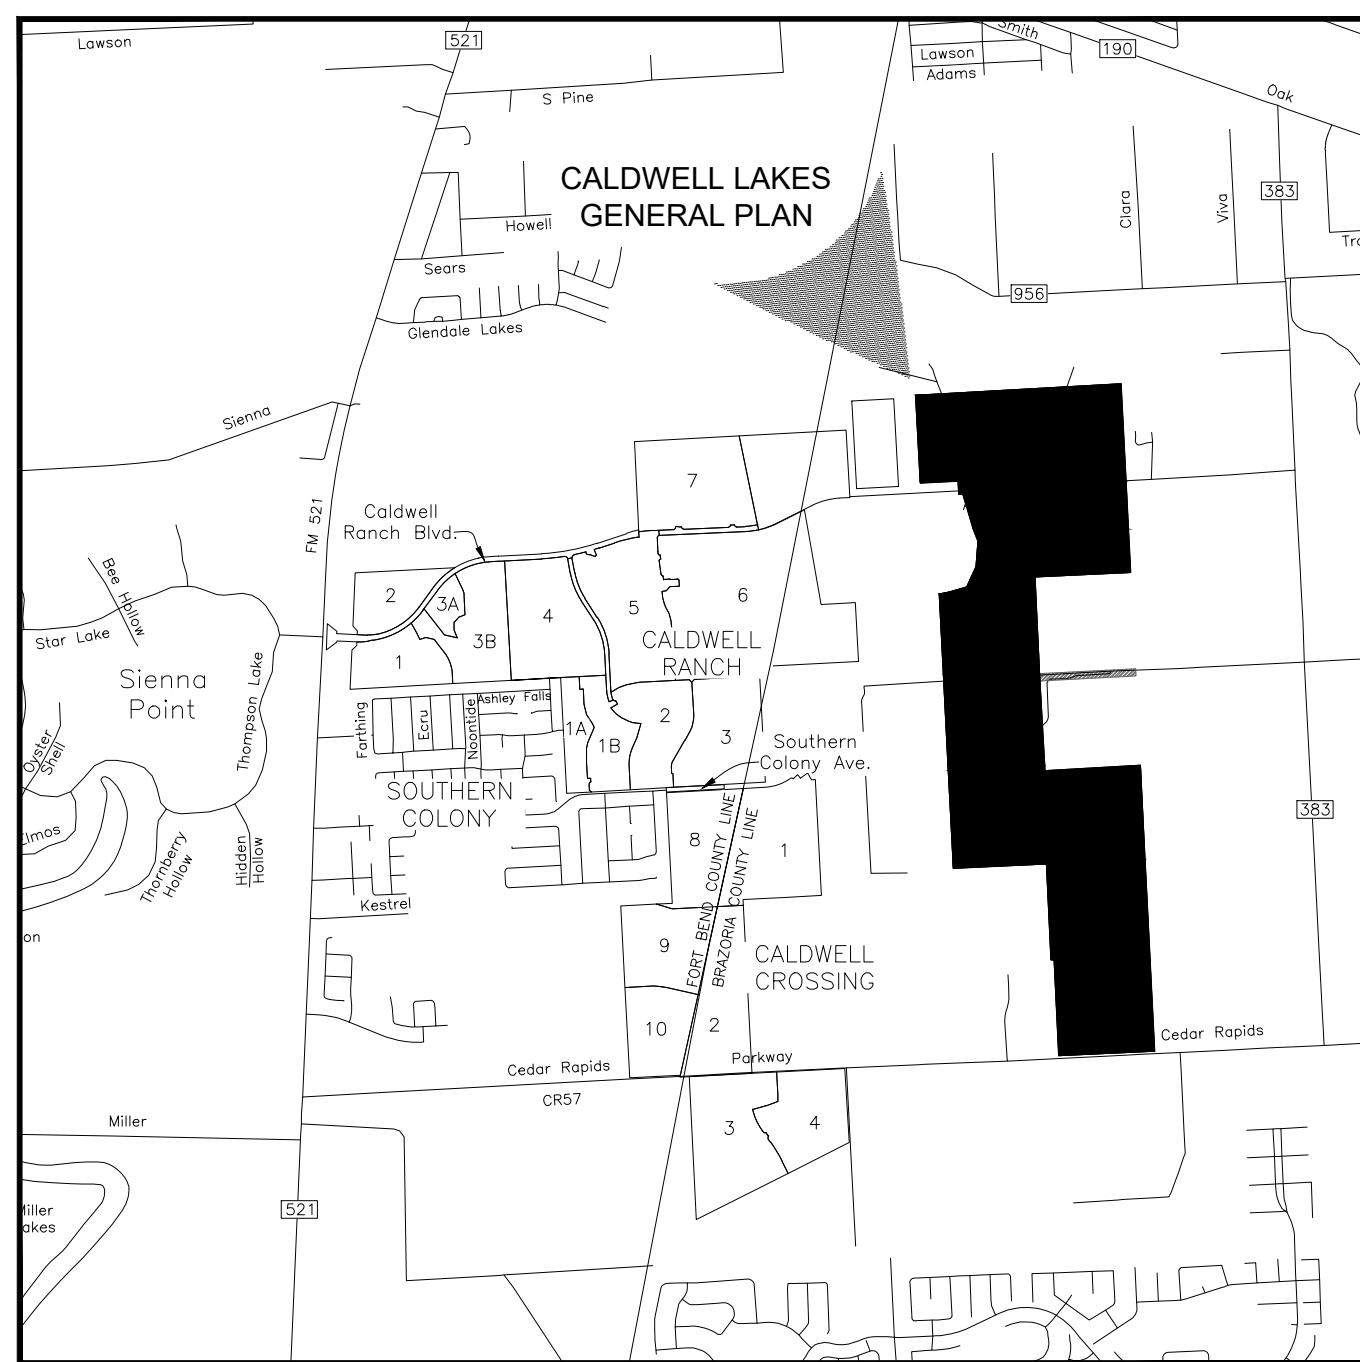 Lawson
521
S Pine
Smith
Lawson
Adams
190
Oak
383
CALDWELL LAKES
GENERAL PLAN
Howell
Sears
Glendale Lakes
Clara
Viva
956
Sienna
FM 521
Caldwell
Ranch Blvd.
7
2
3A
3B
4
5
6
1
CALDWELL
RANCH
Bee Hollow
Star Lake
Sienna
Point
Thompson Lake
Oyster
Shell
Farthing
Ecru
Noontide
Ashley Falls
1A
1B
2
3
Southern
Colony Ave.
SOUTHERN
COLONY
Thornberry
Hollow
Hidden
Hollow
Kestrel
8
1
FORT BEND COUNTY LINE
BRAZORIA COUNTY LINE
383
9
CALDWELL
CROSSING
10
2
Cedar Rapids
Parkway
Cedar Rapids
CR57
Miller
3
4
521